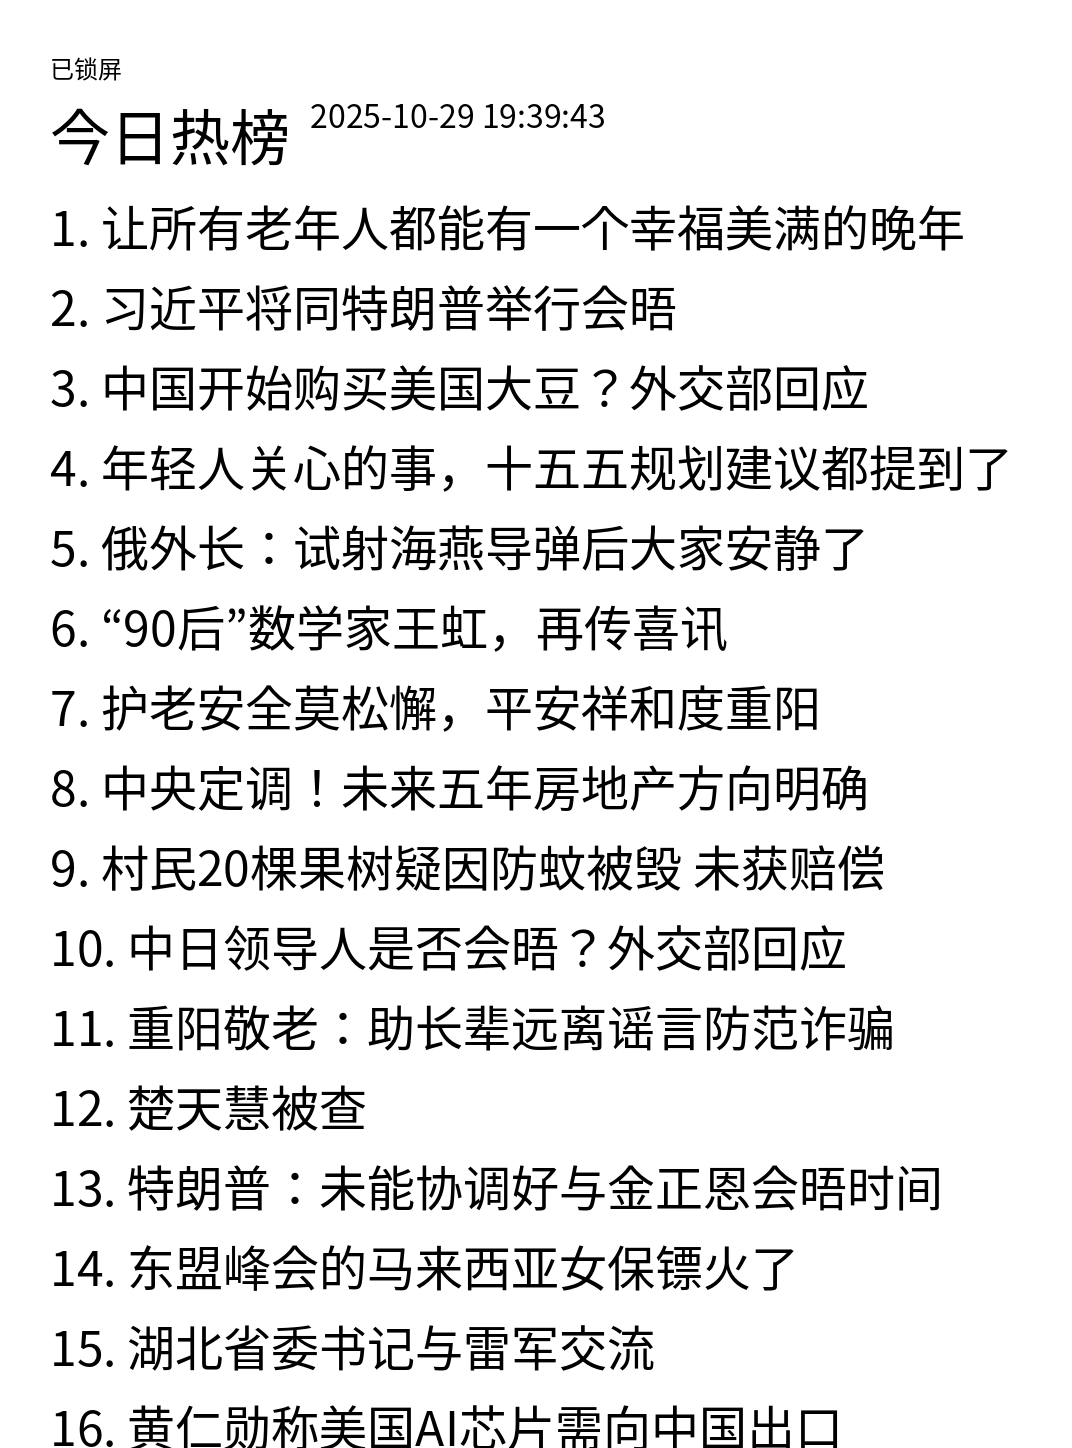 已锁屏
今日热榜 2025-10-29 19:39:43
1. 让所有老年人都能有一个幸福美满的晚年
2. 习近平将同特朗普举行会晤
3. 中国开始购买美国大豆？外交部回应
4. 年轻人关心的事，十五五规划建议都提到了
5. 俄外长：试射海燕导弹后大家安静了
6. “90后”数学家王虹，再传喜讯
7. 护老安全莫松懈，平安祥和度重阳
8. 中央定调！未来五年房地产方向明确
9. 村民20棵果树疑因防蚊被毁 未获赔偿
10. 中日领导人是否会晤？外交部回应
11. 重阳敬老：助长辈远离谣言防范诈骗
12. 楚天慧被查
13. 特朗普：未能协调好与金正恩会晤时间
14. 东盟峰会的马来西亚女保镖火了
15. 湖北省委书记与雷军交流
16. 黄仁勋称美国AI芯片需向中国出口